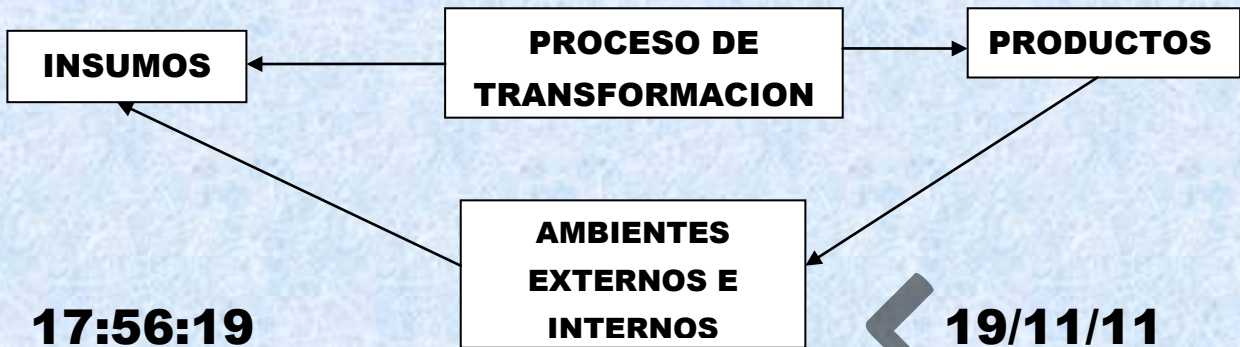 INSUMOS
PROCESO DE
TRANSFORMACION
PRODUCTOS
AMBIENTES
EXTERNOS E
INTERNOS
17:56:19
19/11/11